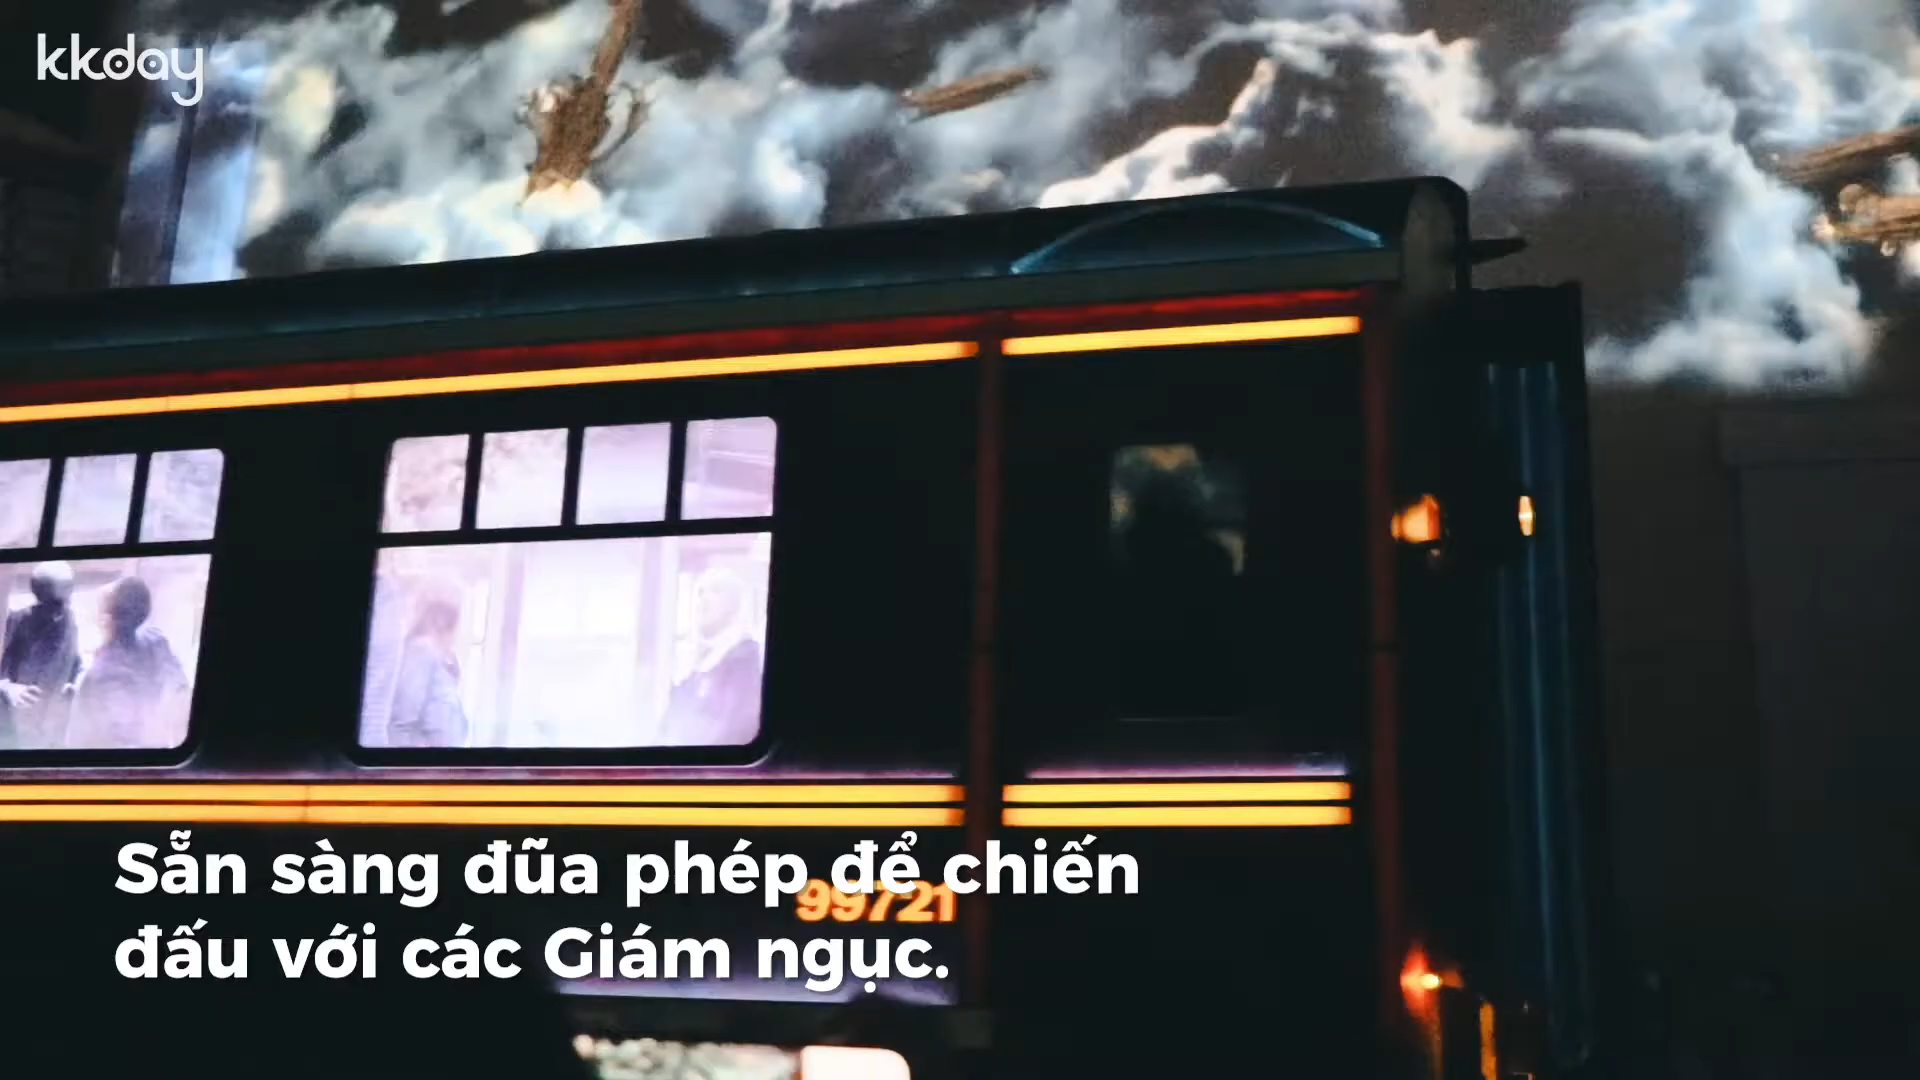 kkday
Sẵn sàng đũa phép để chiến
99721
đấu với các Giám ngục.